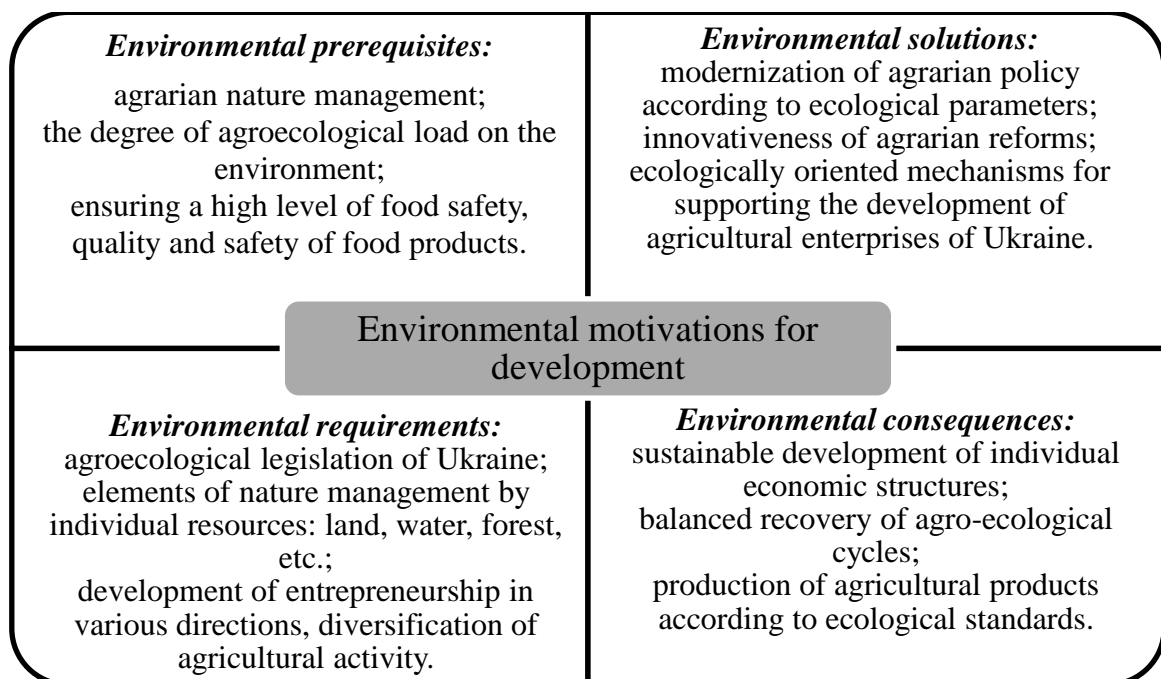 Environmental prerequisites:
agrarian nature management;
the degree of agroecological load on the
environment;
ensuring a high level of food safety,
quality and safety of food products.
Environmental solutions:
modernization of agrarian policy
according to ecological parameters;
innovativeness of agrarian reforms;
ecologically oriented mechanisms for
supporting the development of
agricultural enterprises of Ukraine.
Environmental motivations for
development
Environmental requirements:
agroecological legislation of Ukraine;
elements of nature management by
individual resources: land, water, forest,
etc.;
development of entrepreneurship in
various directions, diversification of
agricultural activity.
Environmental consequences:
sustainable development of individual
economic structures;
balanced recovery of agro-ecological
cycles;
production of agricultural products
according to ecological standards.